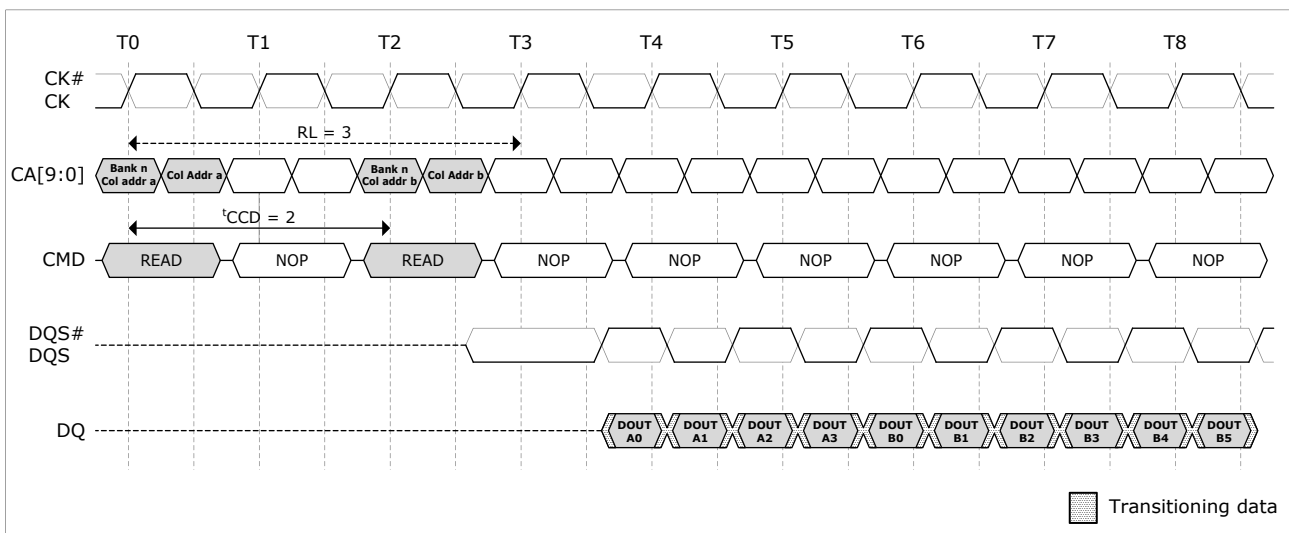 T0 T1 T2 T3 T4 T5 T6 T7 T8
CK#
CK
RL = 3
CA[9:0]
Bank n
Col addr a
Col Addr a
Bank n
Col addr b
Col Addr b
tCCD = 2
CMD READ NOP READ NOP NOP NOP NOP NOP NOP
DQS#
DQS
DQ
DOUT
A0
DOUT
A1
DOUT
A2
DOUT
A3
DOUT
B0
DOUT
B1
DOUT
B2
DOUT
B3
DOUT
B4
DOUT
B5
Transitioning data